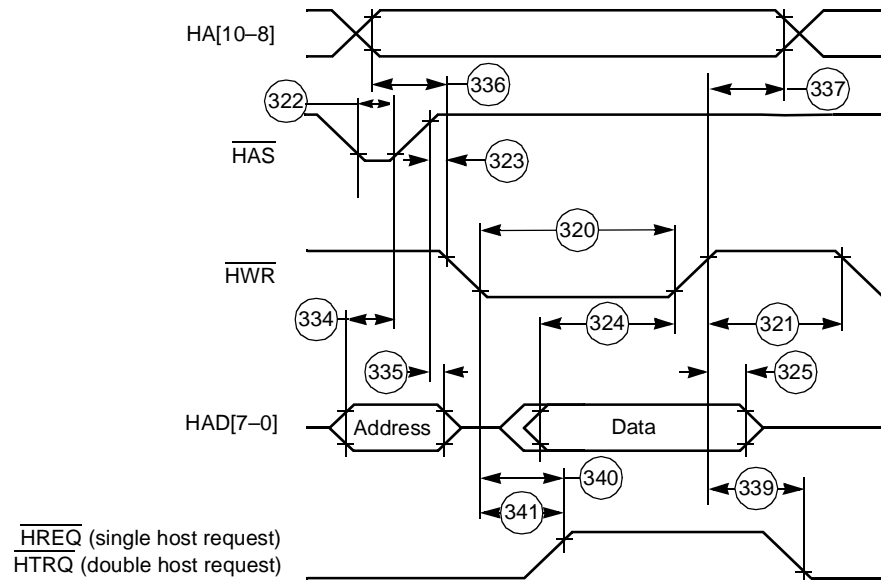 HA[10–8]
336
337
322
HAS
323
320
HWR
334
324
321
335
325
HAD[7–0]
Address
Data
340
341
339
HREQ (single host request)
HTRQ (double host request)